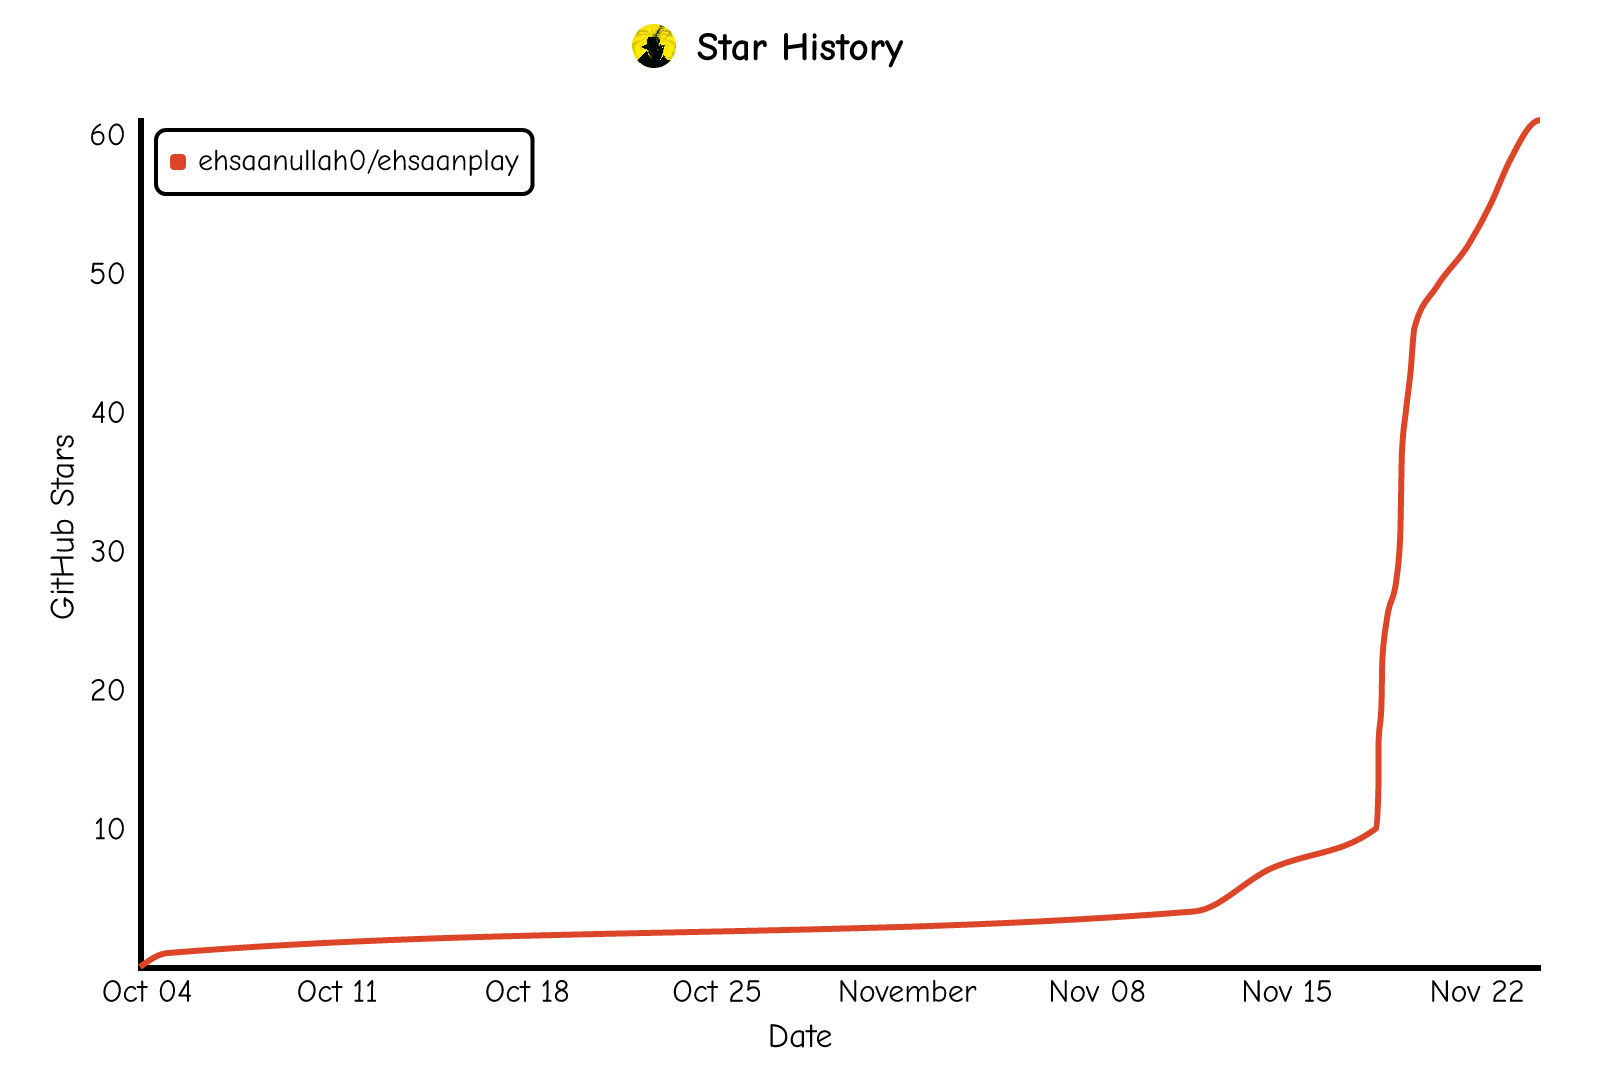 Star History
ehsaanullah0/ehsaanplay
60
50
40
30
20
10
GitHub Stars
Oct 04 Oct 11 Oct 18 Oct 25 November Nov 08 Nov 15 Nov 22
Date